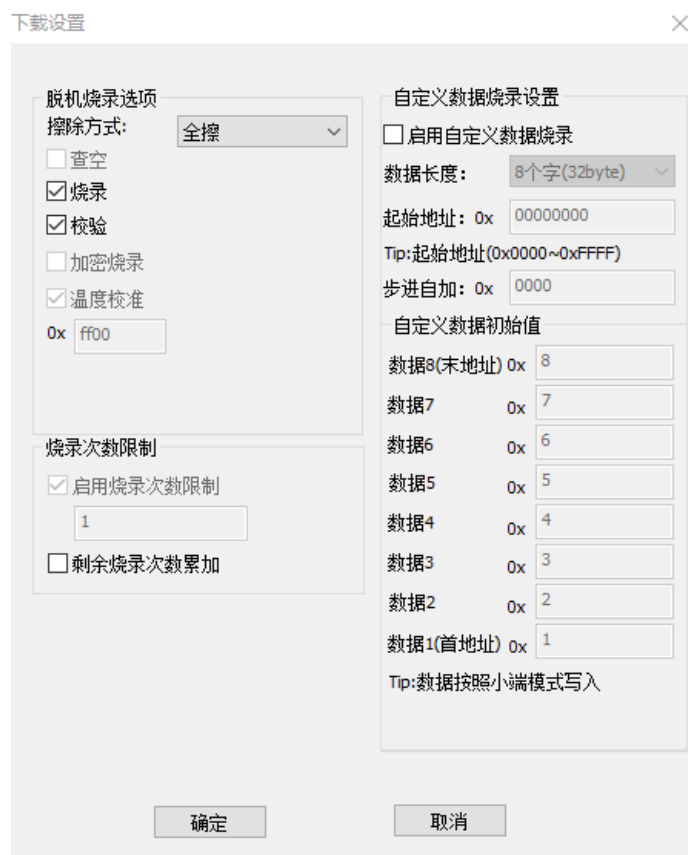 下载设置
脱机烧录选项
擦除方式:
全擦
查空
烧录
校验
加密烧录
温度校准
0x ff00
烧录次数限制
启用烧录次数限制
1
剩余烧录次数累加
自定义数据烧录设置
启用自定义数据烧录
数据长度: 8个字(32byte)
起始地址: 0x 00000000
Tip:起始地址(0x0000~0xFFFF)
步进自加: 0x 0000
自定义数据初始值
数据8(末地址) 0x 8
数据7 0x 7
数据6 0x 6
数据5 0x 5
数据4 0x 4
数据3 0x 3
数据2 0x 2
数据1(首地址) 0x 1
Tip:数据按照小端模式写入
确定
取消